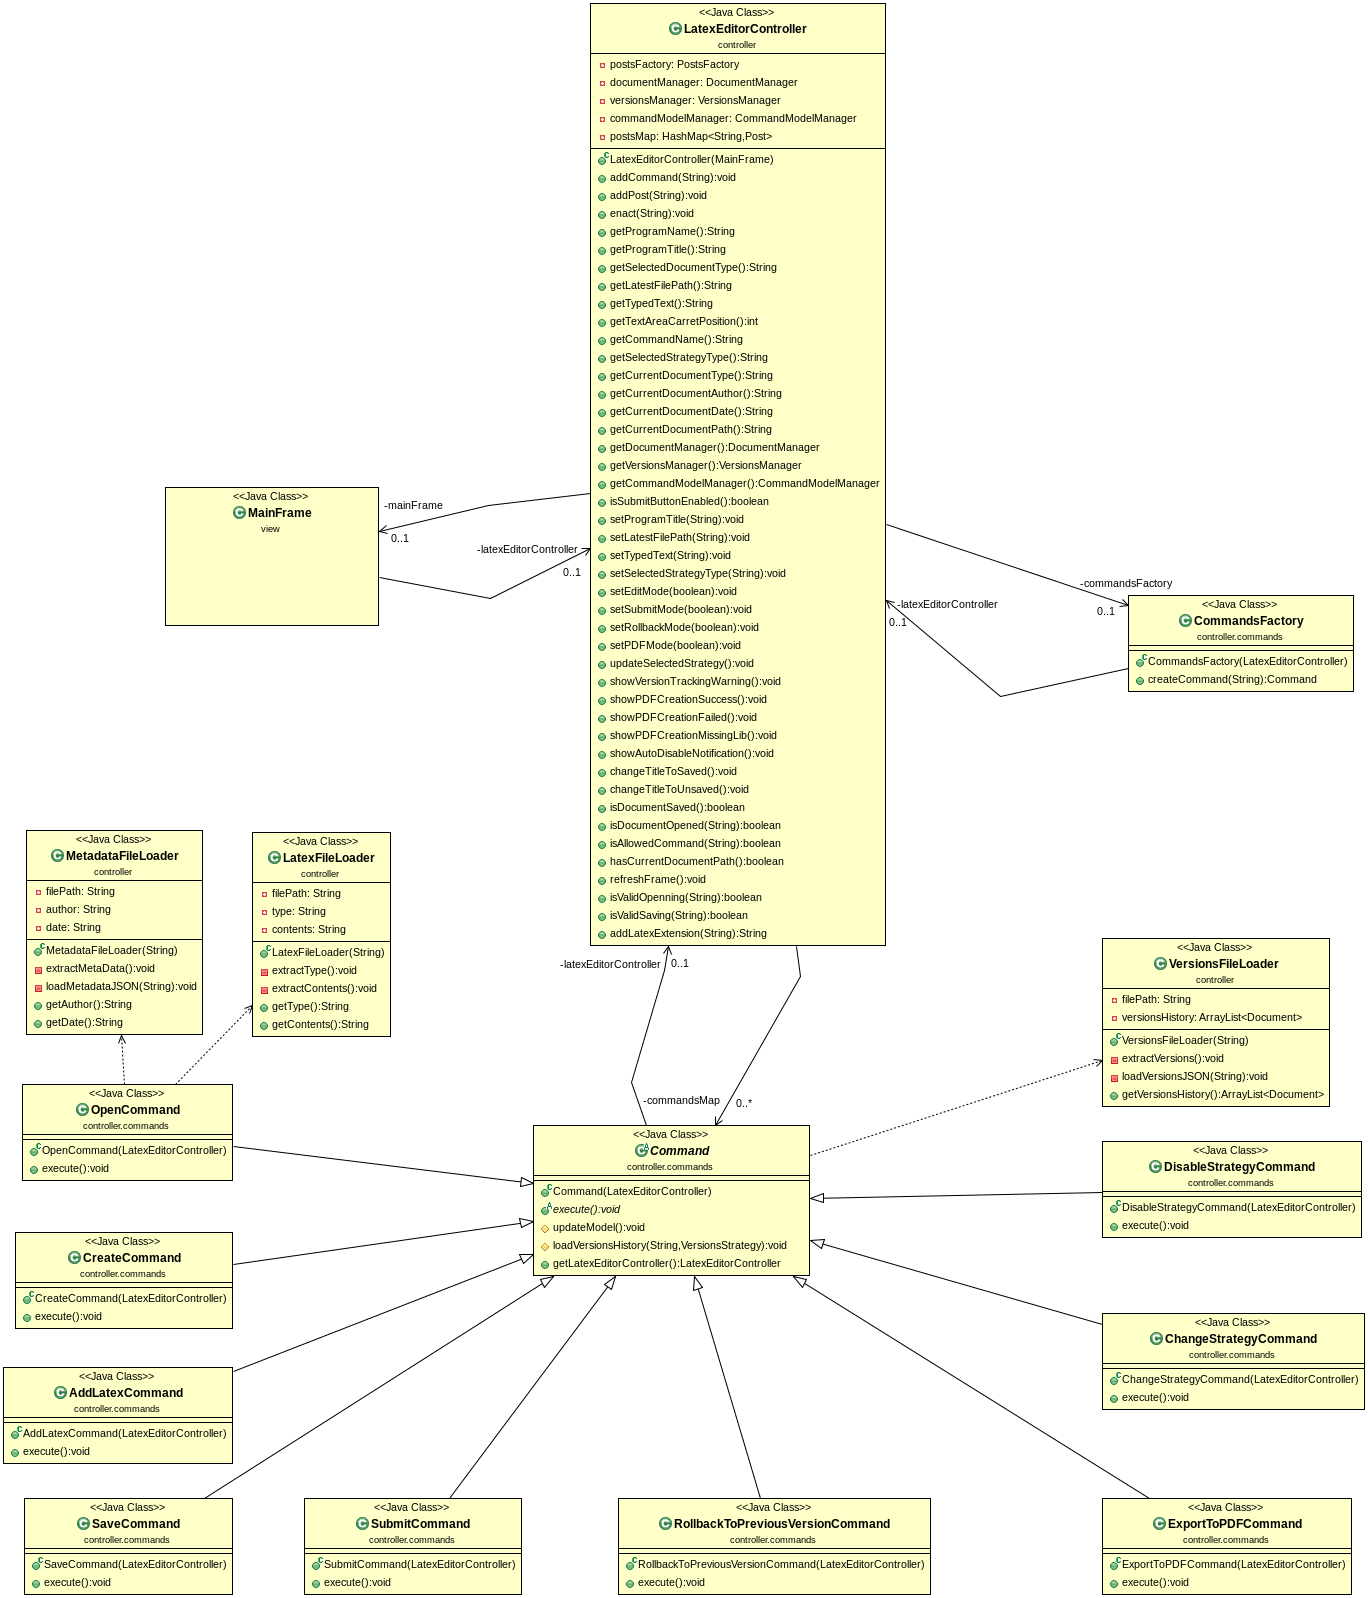 <<Java Class>>
LatexEditorController
controller
postsFactory: PostsFactory
documentManager: DocumentManager
versionsManager: VersionsManager
commandModelManager: CommandModelManager
postsMap: HashMap<String,Post>
LatexEditorController(MainFrame)
addCommand(String):void
addPost(String):void
enact(String):void
getProgramName():String
getProgramTitle():String
getSelectedDocumentType():String
getLatestFilePath():String
getTypedText():String
getTextAreaCarretPosition():int
getCommandName():String
getSelectedStrategyType():String
getCurrentDocumentType():String
getCurrentDocumentAuthor():String
getCurrentDocumentDate():String
getCurrentDocumentPath():String
getDocumentManager():DocumentManager
getVersionsManager():VersionsManager
getCommandModelManager():CommandModelManager
isSubmitButtonEnabled():boolean
setProgramTitle(String):void
setLatestFilePath(String):void
setTypedText(String):void
setSelectedStrategyType(String):void
setEditMode(boolean):void
setSubmitMode(boolean):void
setRollbackMode(boolean):void
setPDFMode(boolean):void
updateSelectedStrategy():void
showVersionTrackingWarning():void
showPDFCreationSuccess():void
showPDFCreationFailed():void
showPDFCreationMissingLib():void
showAutoDisableNotification():void
changeTitleToSaved():void
changeTitleToUnsaved():void
isDocumentSaved():boolean
isDocumentOpened(String):boolean
isAllowedCommand(String):boolean
hasCurrentDocumentPath():boolean
refreshFrame():void
isValidOpenning(String):boolean
isValidSaving(String):boolean
addLatexExtension(String):String
<<Java Class>>
MainFrame
view
-mainFrame
0..1
-latexEditorController
0..1
-commandsFactory
0..1
-latexEditorController
0..1
<<Java Class>>
CommandsFactory
controller.commands
CommandsFactory(LatexEditorController)
createCommand(String):Command
<<Java Class>>
MetadataFileLoader
controller
filePath: String
author: String
date: String
MetadataFileLoader(String)
extractMetaData():void
loadMetadataJSON(String):void
getAuthor():String
getDate():String
<<Java Class>>
LatexFileLoader
controller
filePath: String
type: String
contents: String
LatexFileLoader(String)
extractType():void
extractContents():void
getType():String
getContents():String
-latexEditorController
0..1
-commandsMap
0..*
<<Java Class>>
VersionsFileLoader
controller
filePath: String
versionsHistory: ArrayList<Document>
VersionsFileLoader(String)
extractVersions():void
loadVersionsJSON(String):void
getVersionsHistory():ArrayList<Document>
<<Java Class>>
OpenCommand
controller.commands
OpenCommand(LatexEditorController)
execute():void
<<Java Class>>
Command
controller.commands
Command(LatexEditorController)
execute():void
updateModel():void
loadVersionsHistory(String,VersionsStrategy):void
getLatexEditorController():LatexEditorController
<<Java Class>>
DisableStrategyCommand
controller.commands
DisableStrategyCommand(LatexEditorController)
execute():void
<<Java Class>>
CreateCommand
controller.commands
CreateCommand(LatexEditorController)
execute():void
<<Java Class>>
ChangeStrategyCommand
controller.commands
ChangeStrategyCommand(LatexEditorController)
execute():void
<<Java Class>>
AddLatexCommand
controller.commands
AddLatexCommand(LatexEditorController)
execute():void
<<Java Class>>
SaveCommand
controller.commands
SaveCommand(LatexEditorController)
execute():void
<<Java Class>>
SubmitCommand
controller.commands
SubmitCommand(LatexEditorController)
execute():void
<<Java Class>>
RollbackToPreviousVersionCommand
controller.commands
RollbackToPreviousVersionCommand(LatexEditorController)
execute():void
<<Java Class>>
ExportToPDFCommand
controller.commands
ExportToPDFCommand(LatexEditorController)
execute():void